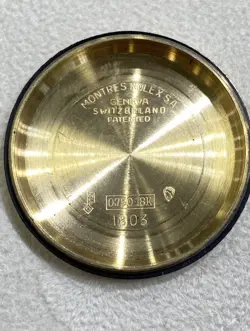 MONTRES ROLEX S.A.
GENEVA
SWITZERLAND
PATENTED
1803